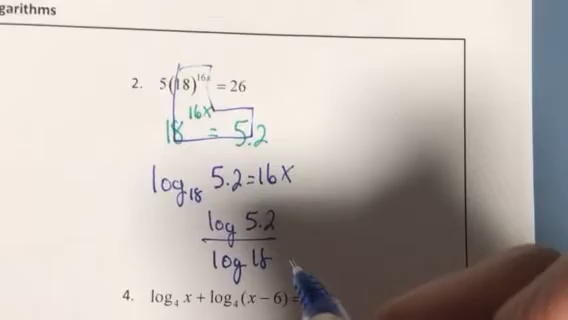 garithms
2. 5(18)^{16x} = 26
18^{16x} = 5.2
log₁₈ 5.2 = 16x
log 5.2
log 18
4. log₄ x + log₄ (x − 6) =